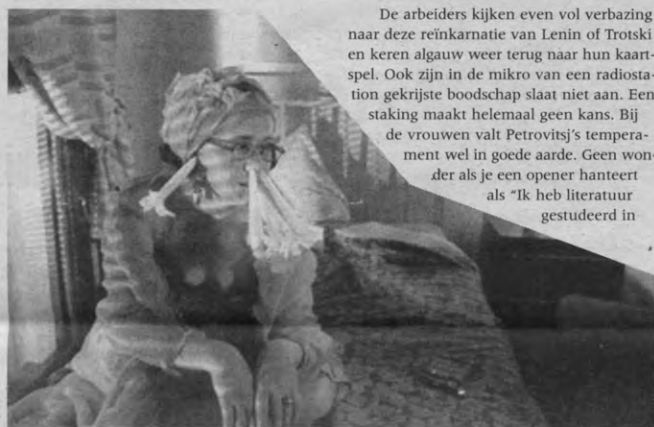 De arbeiders kijken even vol verbazing
naar deze reïnkarnatie van Lenin of Trotski
en keren algauw weer terug naar hun kaart-
spel. Ook zijn in de mikro van een radiosta-
tion gekrijste boodschap slaat niet aan. Een
staking maakt helemaal geen kans. Bij
de vrouwen valt Petrovitsj's tempera-
ment wel in goede aarde. Geen won-
der als je een opener hanteert
als "Ik heb literatuur
gestudeerd in